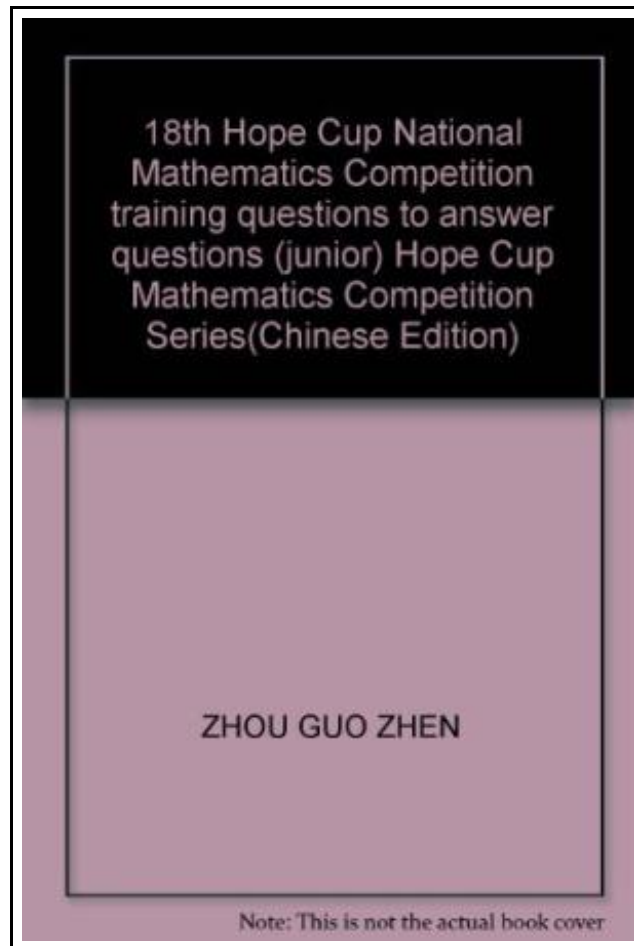 18th Hope Cup National
Mathematics Competition
training questions to answer
questions (junior) Hope Cup
Mathematics Competition
Series(Chinese Edition)
ZHOU GUO ZHEN
Note: This is not the actual book cover